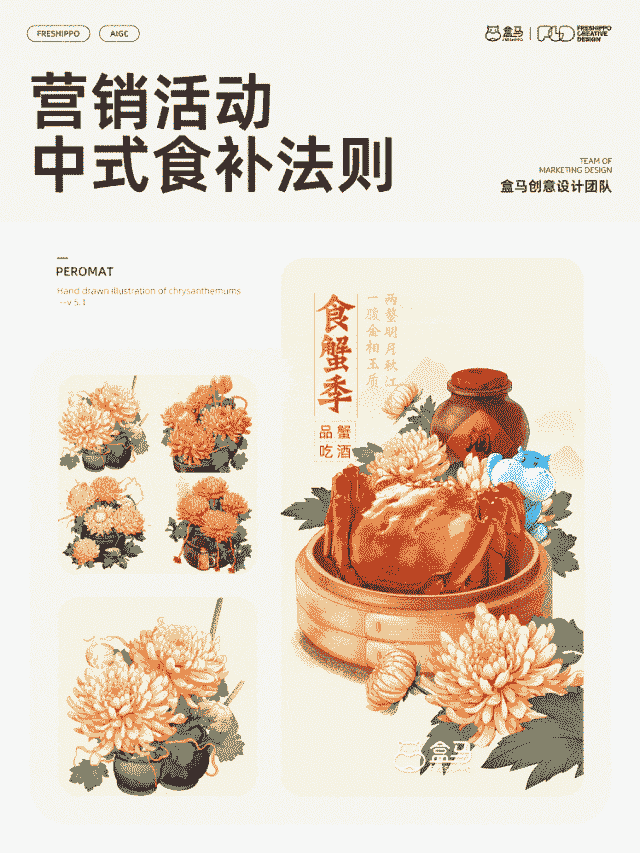 FRESHIPPO
AIGC
盒马
FRESHIPPO
CREATIVE
DESIGN
营销活动
中式食补法则
TEAM OF
MARKETING DESIGN
盒马创意设计团队
PEROMAT
Hand drawn illustration of chrysanthemums
--v 5.1
食蟹季
两螯明月秋江
一腹金相玉质
蟹酒
品吃
盒马